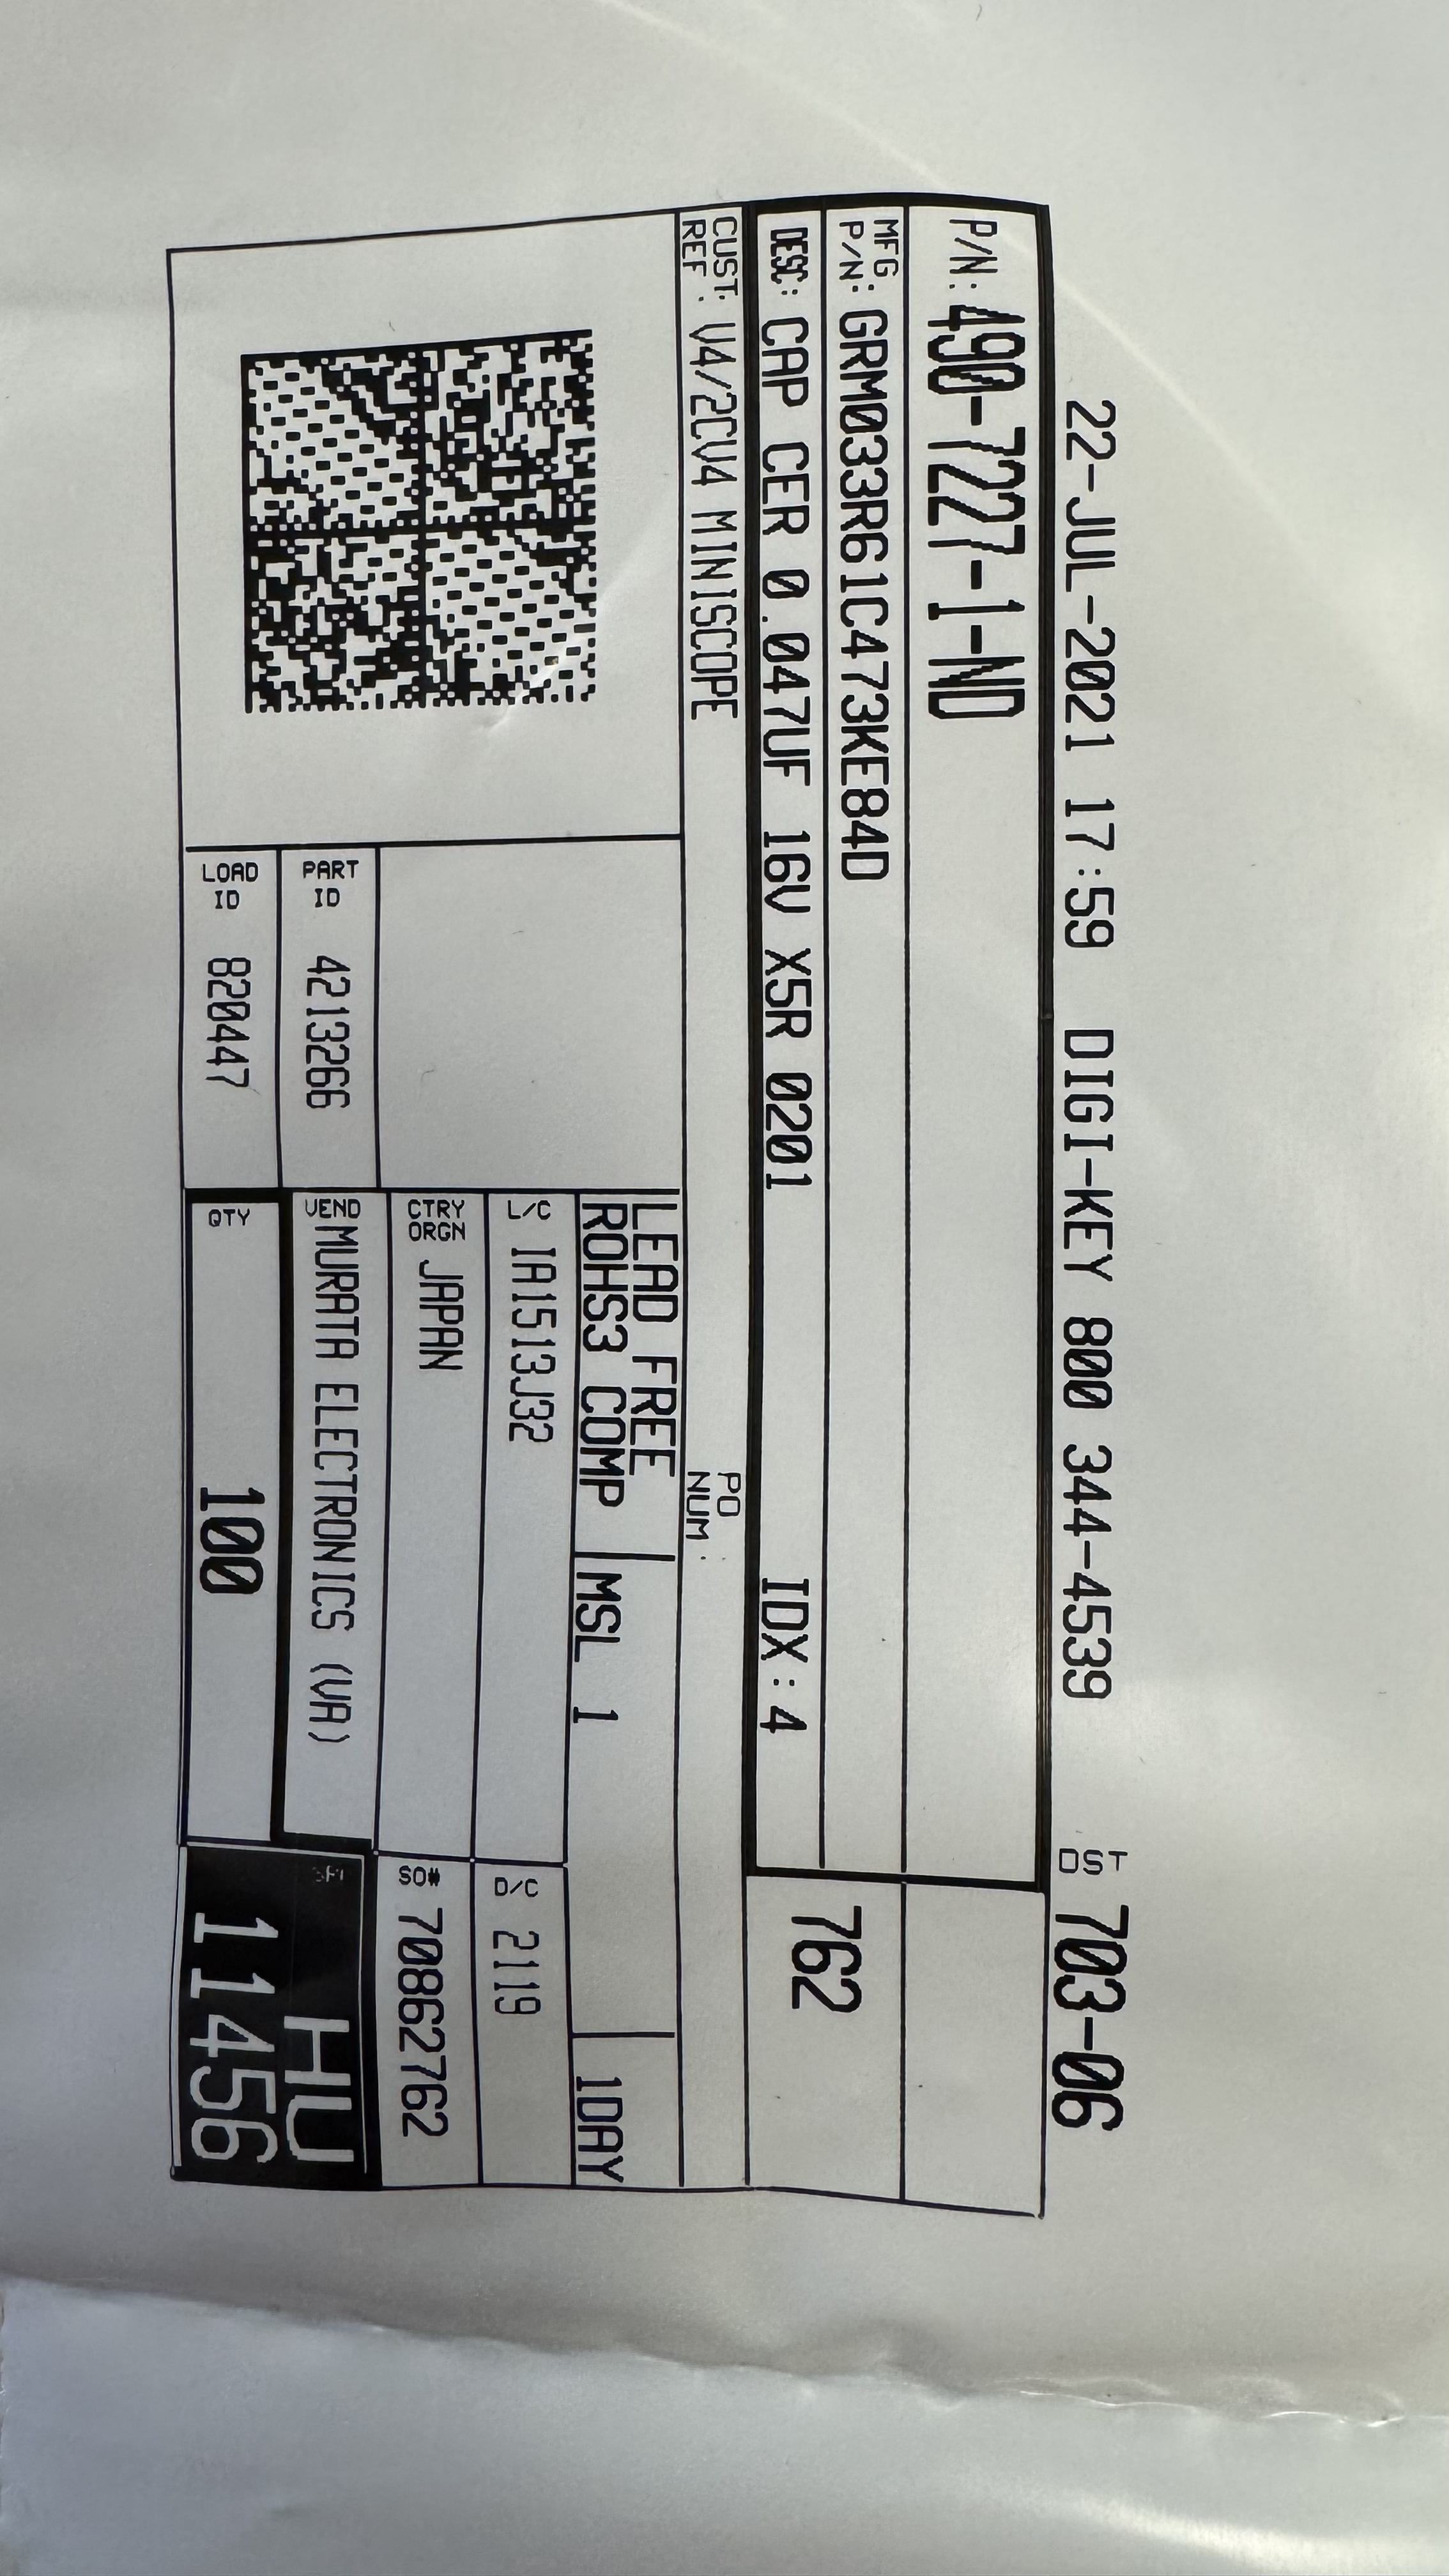 22-JUL-2021 17:59 DIGI-KEY 800 344-4539 DST 703-06
P/N: 490-7227-1-ND
MFG P/N: GRM033R61C473KE84D
762
DESC: CAP CER 0.047UF 16V X5R 0201 IDX: 4
CUST. REF: V4/2CV4 MINISCOPE
PO NUM:
LEAD FREE
ROHS3 COMP
MSL 1
1DAY
L/C IA1513J32
D/C 2119
CTRY ORGN JAPAN
SO# 70862762
PART ID 4213266
VEND MURATA ELECTRONICS (VA)
HU
LOAD ID 820447
QTY 100
11456